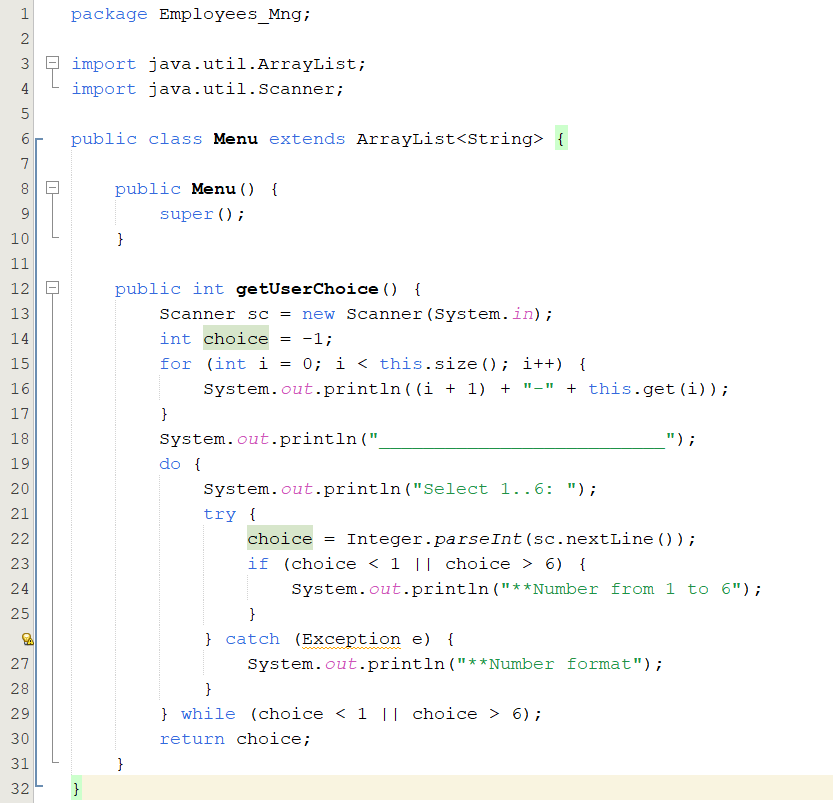 1 package Employees_Mng;
2
3 import java.util.ArrayList;
4 import java.util.Scanner;
5
6 public class Menu extends ArrayList<String> {
7
8     public Menu() {
9         super();
10     }
11
12     public int getUserChoice() {
13         Scanner sc = new Scanner(System.in);
14         int choice = -1;
15         for (int i = 0; i < this.size(); i++) {
16             System.out.println((i + 1) + "-" + this.get(i));
17         }
18         System.out.println("__________________________");
19         do {
20             System.out.println("Select 1..6: ");
21             try {
22                 choice = Integer.parseInt(sc.nextLine());
23                 if (choice < 1 || choice > 6) {
24                     System.out.println("**Number from 1 to 6");
25                 }
            } catch (Exception e) {
27                 System.out.println("**Number format");
28             }
29         } while (choice < 1 || choice > 6);
30         return choice;
31     }
32 }